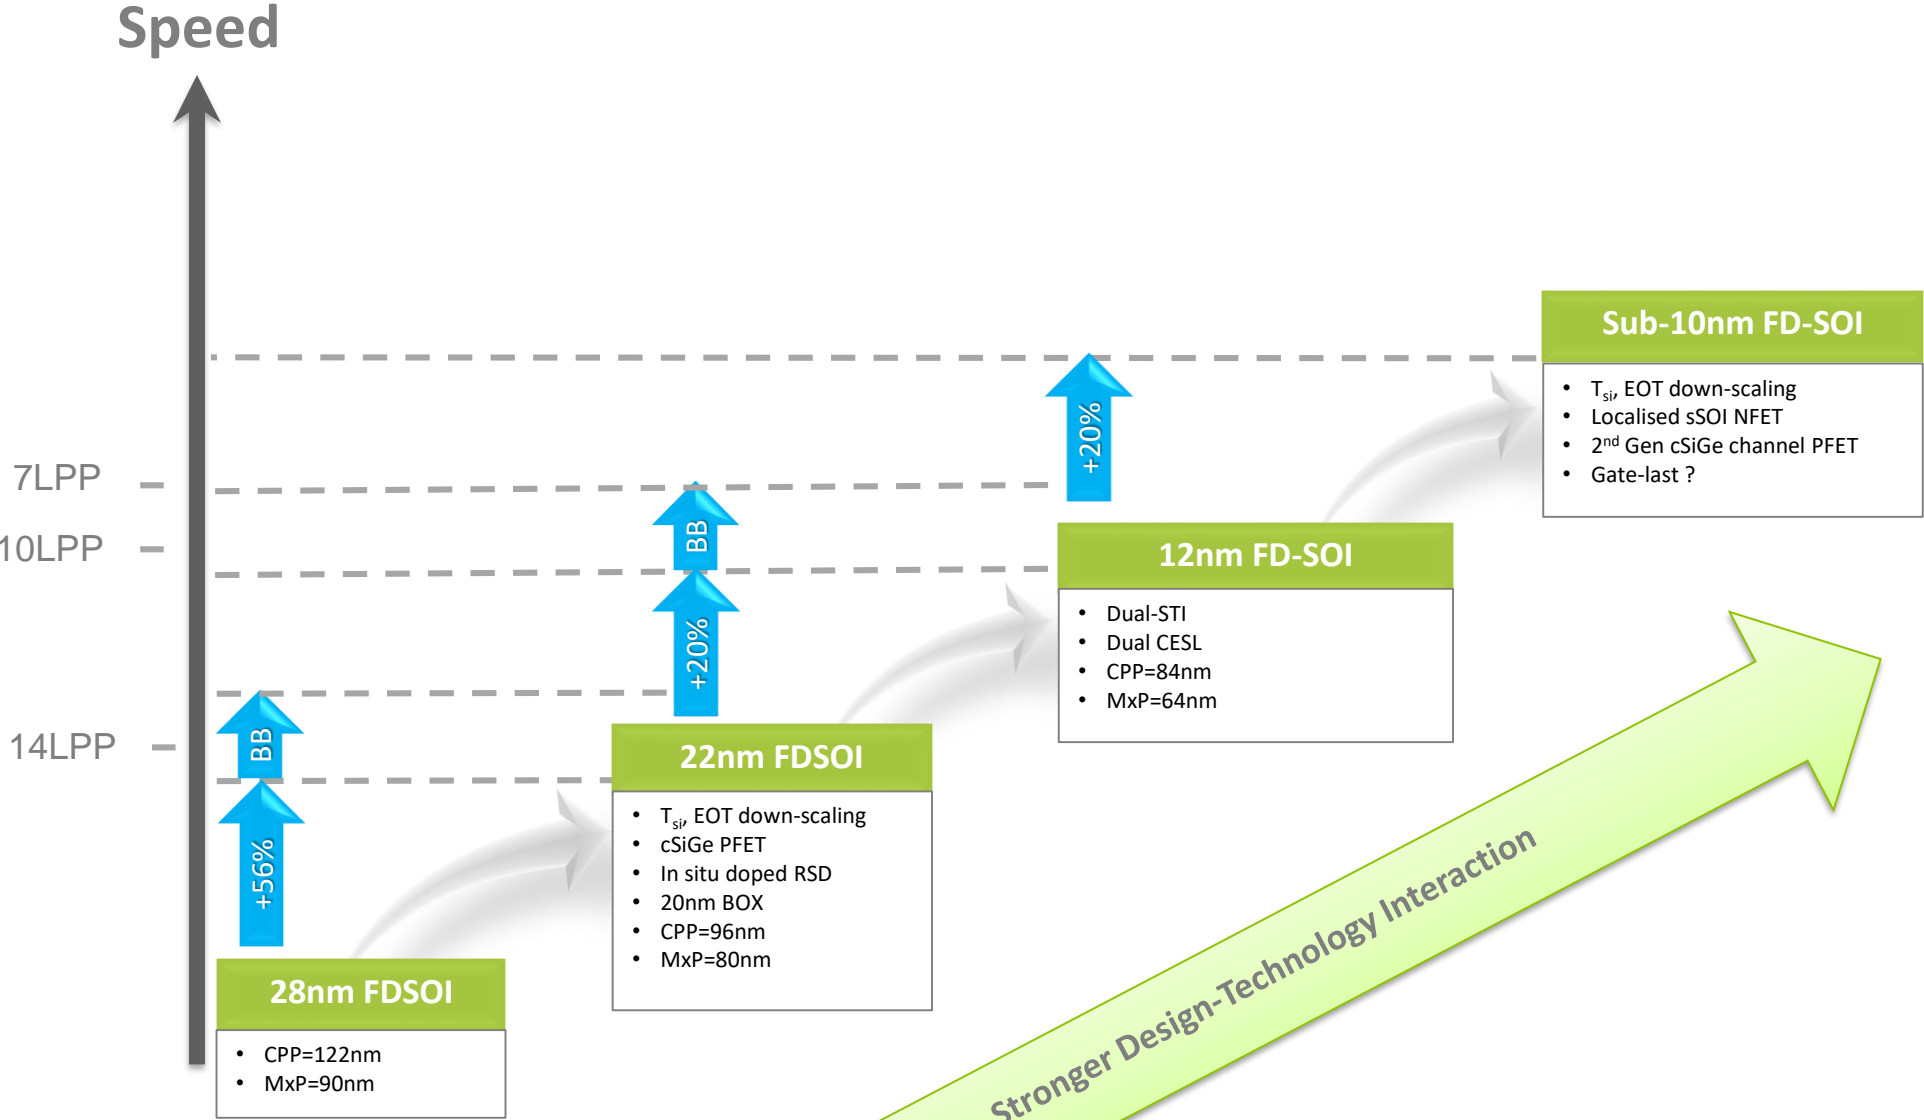 Speed
7LPP
10LPP
14LPP
+56%
BB
+20%
BB
+20%
28nm FDSOI
• CPP=122nm
• MxP=90nm
22nm FDSOI
• Tsi, EOT down-scaling
• cSiGe PFET
• In situ doped RSD
• 20nm BOX
• CPP=96nm
• MxP=80nm
12nm FD-SOI
• Dual-STI
• Dual CESL
• CPP=84nm
• MxP=64nm
Sub-10nm FD-SOI
• Tsi, EOT down-scaling
• Localised sSOI NFET
• 2nd Gen cSiGe channel PFET
• Gate-last ?
Stronger Design-Technology Interaction